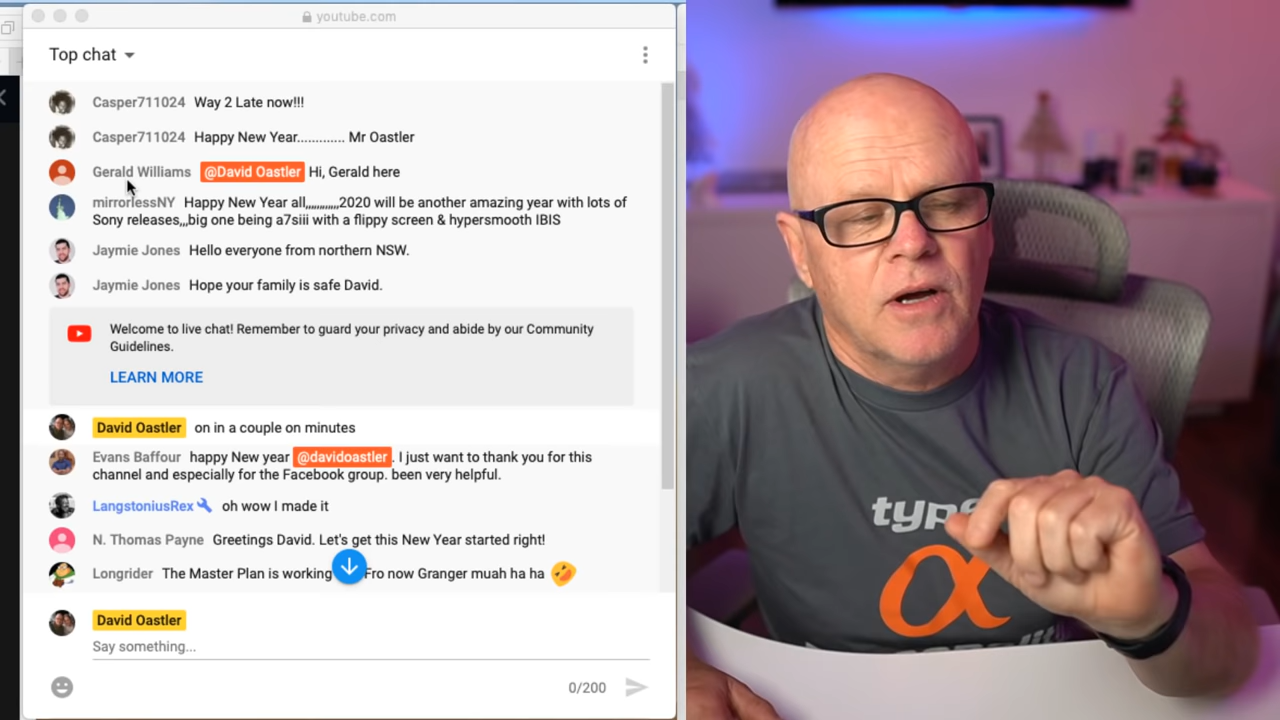 youtube.com
Top chat
Casper711024 Way 2 Late now!!!
Casper711024 Happy New Year............. Mr Oastler
Gerald Williams @David Oastler Hi, Gerald here
mirrorlessNY Happy New Year all,,,,,,,,,,,,2020 will be another amazing year with lots of
Sony releases,,,big one being a7siii with a flippy screen & hypersmooth IBIS
Jaymie Jones Hello everyone from northern NSW.
Jaymie Jones Hope your family is safe David.
Welcome to live chat! Remember to guard your privacy and abide by our Community
Guidelines.
LEARN MORE
David Oastler on in a couple on minutes
Evans Baffour happy New year @davidoastler . I just want to thank you for this
channel and especially for the Facebook group. been very helpful.
LangstoniusRex oh wow I made it
N. Thomas Payne Greetings David. Let's get this New Year started right!
Longrider The Master Plan is working Fro now Granger muah ha ha
David Oastler
Say something...
0/200
α